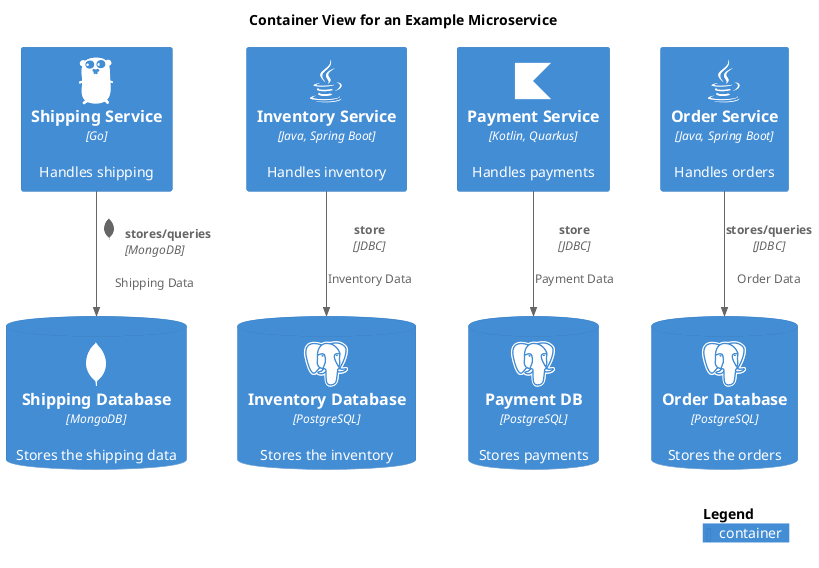 Container View for an Example Microservice
Shipping Service
[Go]
Handles shipping
Inventory Service
[Java, Spring Boot]
Handles inventory
Payment Service
[Kotlin, Quarkus]
Handles payments
Order Service
[Java, Spring Boot]
Handles orders
stores/queries
[MongoDB]
Shipping Data
store
[JDBC]
Inventory Data
store
[JDBC]
Payment Data
stores/queries
[JDBC]
Order Data
Shipping Database
[MongoDB]
Stores the shipping data
Inventory Database
[PostgreSQL]
Stores the inventory
Payment DB
[PostgreSQL]
Stores payments
Order Database
[PostgreSQL]
Stores the orders
Legend
container